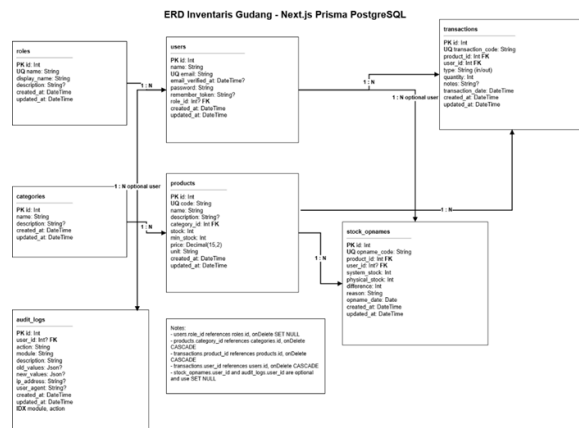 ERD Inventaris Gudang - Next.js Prisma PostgreSQL
roles
PK id: Int
UQ name: String
display_name: String
description: String?
created_at: DateTime
updated_at: DateTime
users
PK id: Int
name: String
UQ email: String
email_verified_at: DateTime?
password: String
remember_token: String?
role_id: Int? FK
created_at: DateTime
updated_at: DateTime
transactions
PK id: Int
UQ transaction_code: String
product_id: Int FK
user_id: Int FK
type: String (in/out)
quantity: Int
notes: String?
transaction_date: DateTime
created_at: DateTime
updated_at: DateTime
1 : N
1 : N
1 : N optional user
1 : N optional user
1 : N
categories
PK id: Int
name: String
description: String?
created_at: DateTime
updated_at: DateTime
1 : N
products
PK id: Int
UQ code: String
name: String
description: String?
category_id: Int FK
stock: Int
min_stock: Int
price: Decimal(15,2)
unit: String
created_at: DateTime
updated_at: DateTime
1 : N
stock_opnames
PK id: Int
UQ opname_code: String
product_id: Int FK
user_id: Int? FK
system_stock: Int
physical_stock: Int
difference: Int
reason: String
opname_date: Date
created_at: DateTime
updated_at: DateTime
audit_logs
PK id: Int
user_id: Int? FK
action: String
module: String
description: String
old_values: Json?
new_values: Json?
ip_address: String?
user_agent: String?
created_at: DateTime
updated_at: DateTime
IDX module, action
Notes:
- users.role_id references roles.id, onDelete SET NULL
- products.category_id references categories.id, onDelete
CASCADE
- transactions.product_id references products.id, onDelete
CASCADE
- transactions.user_id references users.id, onDelete CASCADE
- stock_opnames.user_id and audit_logs.user_id are optional
and use SET NULL